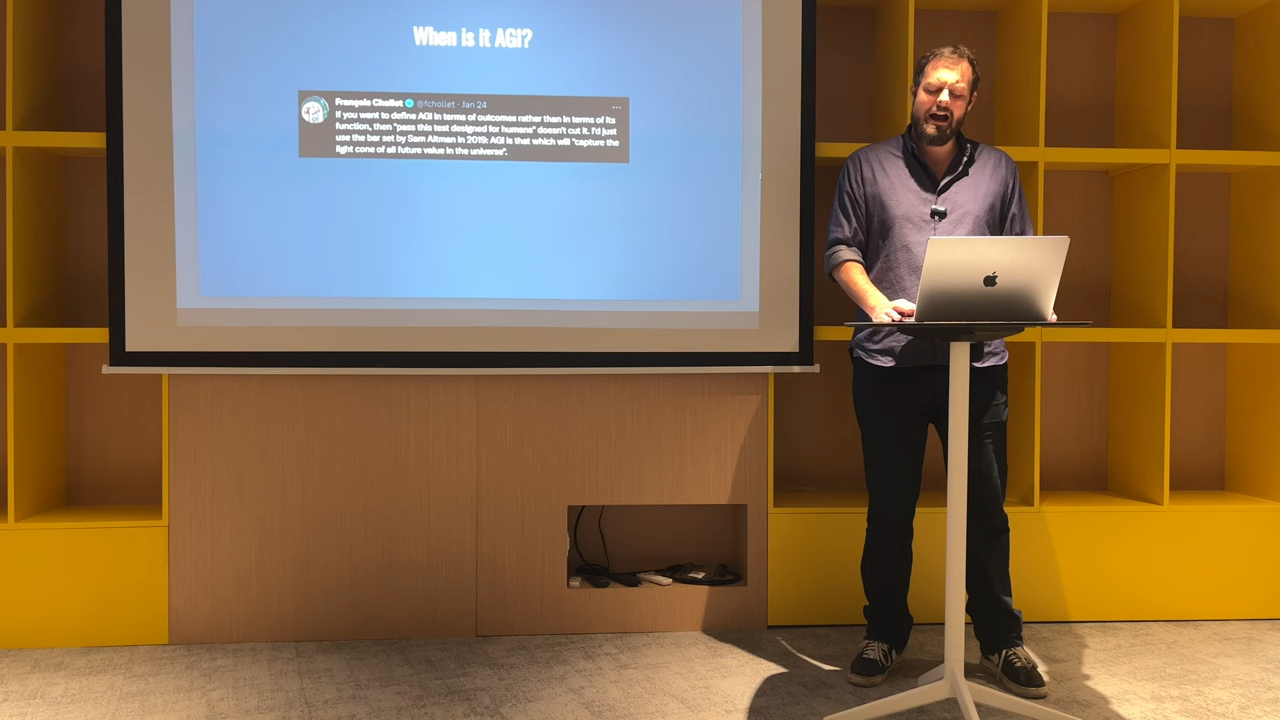 When is it AGI?
François Chollet @fchollet · Jan 24
If you want to define AGI in terms of outcomes rather than in terms of its
function, then "pass this test designed for humans" doesn't cut it. I'd just
use the bar set by Sam Altman in 2019: AGI is that which will "capture the
light cone of all future value in the universe".